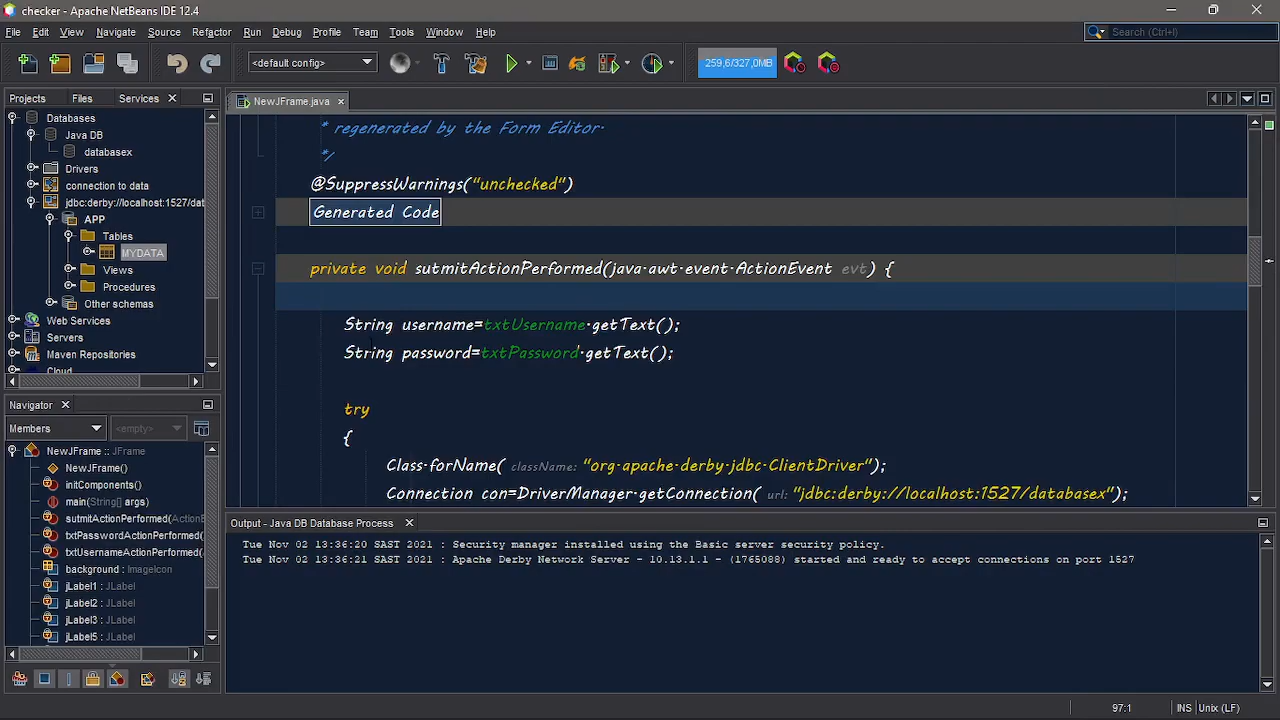 checker - Apache NetBeans IDE 12.4
File Edit View Navigate Source Refactor Run Debug Profile Team Tools Window Help
Search (Ctrl+I)
<default config>
259,6/327,0MB
Projects Files Services
Databases
Java DB
databasex
Drivers
connection to data
jdbc:derby://localhost:1527/dat
APP
Tables
MYDATA
Views
Procedures
Other schemas
Web Services
Servers
Maven Repositories
Cloud
Navigator
Members
<empty>
NewJFrame :: JFrame
NewJFrame()
initComponents()
main(String[] args)
sutmitActionPerformed(ActionE
txtPasswordActionPerformed(
txtUsernameActionPerformed(
background : ImageIcon
jLabel1 : JLabel
jLabel2 : JLabel
jLabel3 : JLabel
jLabel5 : JLabel
NewJFrame.java
* regenerated by the Form Editor.
*/
@SuppressWarnings("unchecked")
Generated Code
private void sutmitActionPerformed(java.awt.event.ActionEvent evt) {
String username=txtUsername.getText();
String password=txtPassword.getText();
try
{
Class.forName( className: "org.apache.derby.jdbc.ClientDriver");
Connection con=DriverManager.getConnection( url: "jdbc:derby://localhost:1527/databasex");
Output - Java DB Database Process
Tue Nov 02 13:36:20 SAST 2021 : Security manager installed using the Basic server security policy.
Tue Nov 02 13:36:21 SAST 2021 : Apache Derby Network Server - 10.13.1.1 - (1765088) started and ready to accept connections on port 1527
97:1 INS Unix (LF)